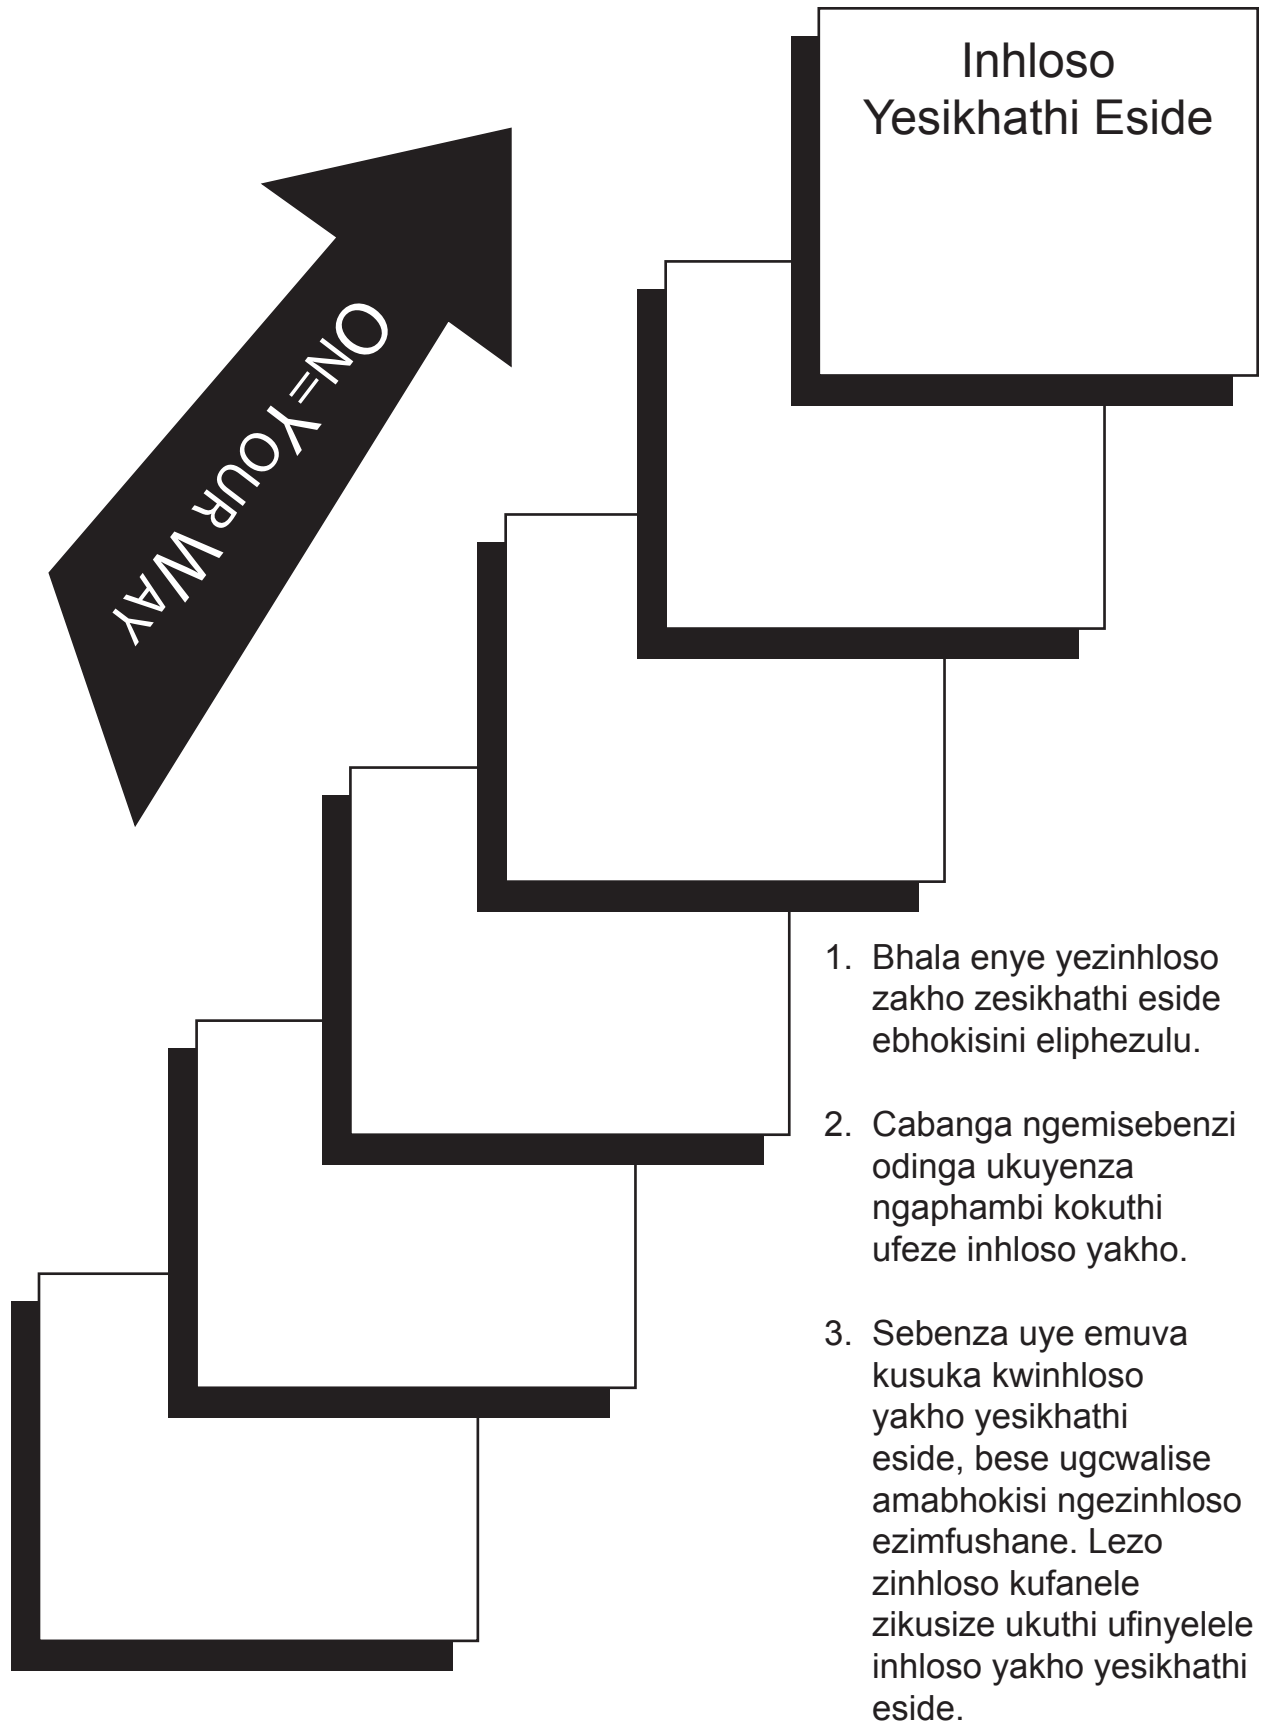 Inhloso
Yesikhathi Eside
ON=YOUR WAY
1. Bhala enye yezinhloso
zakho zesikhathi eside
ebhokisini eliphezulu.
2. Cabanga ngemisebenzi
odinga ukuyenza
ngaphambi kokuthi
ufeze inhloso yakho.
3. Sebenza uye emuva
kusuka kwinhloso
yakho yesikhathi
eside, bese ugcwalise
amabhokisi ngezinhloso
ezimfushane. Lezo
zinhloso kufanele
zikusize ukuthi ufinyelele
inhloso yakho yesikhathi
eside.